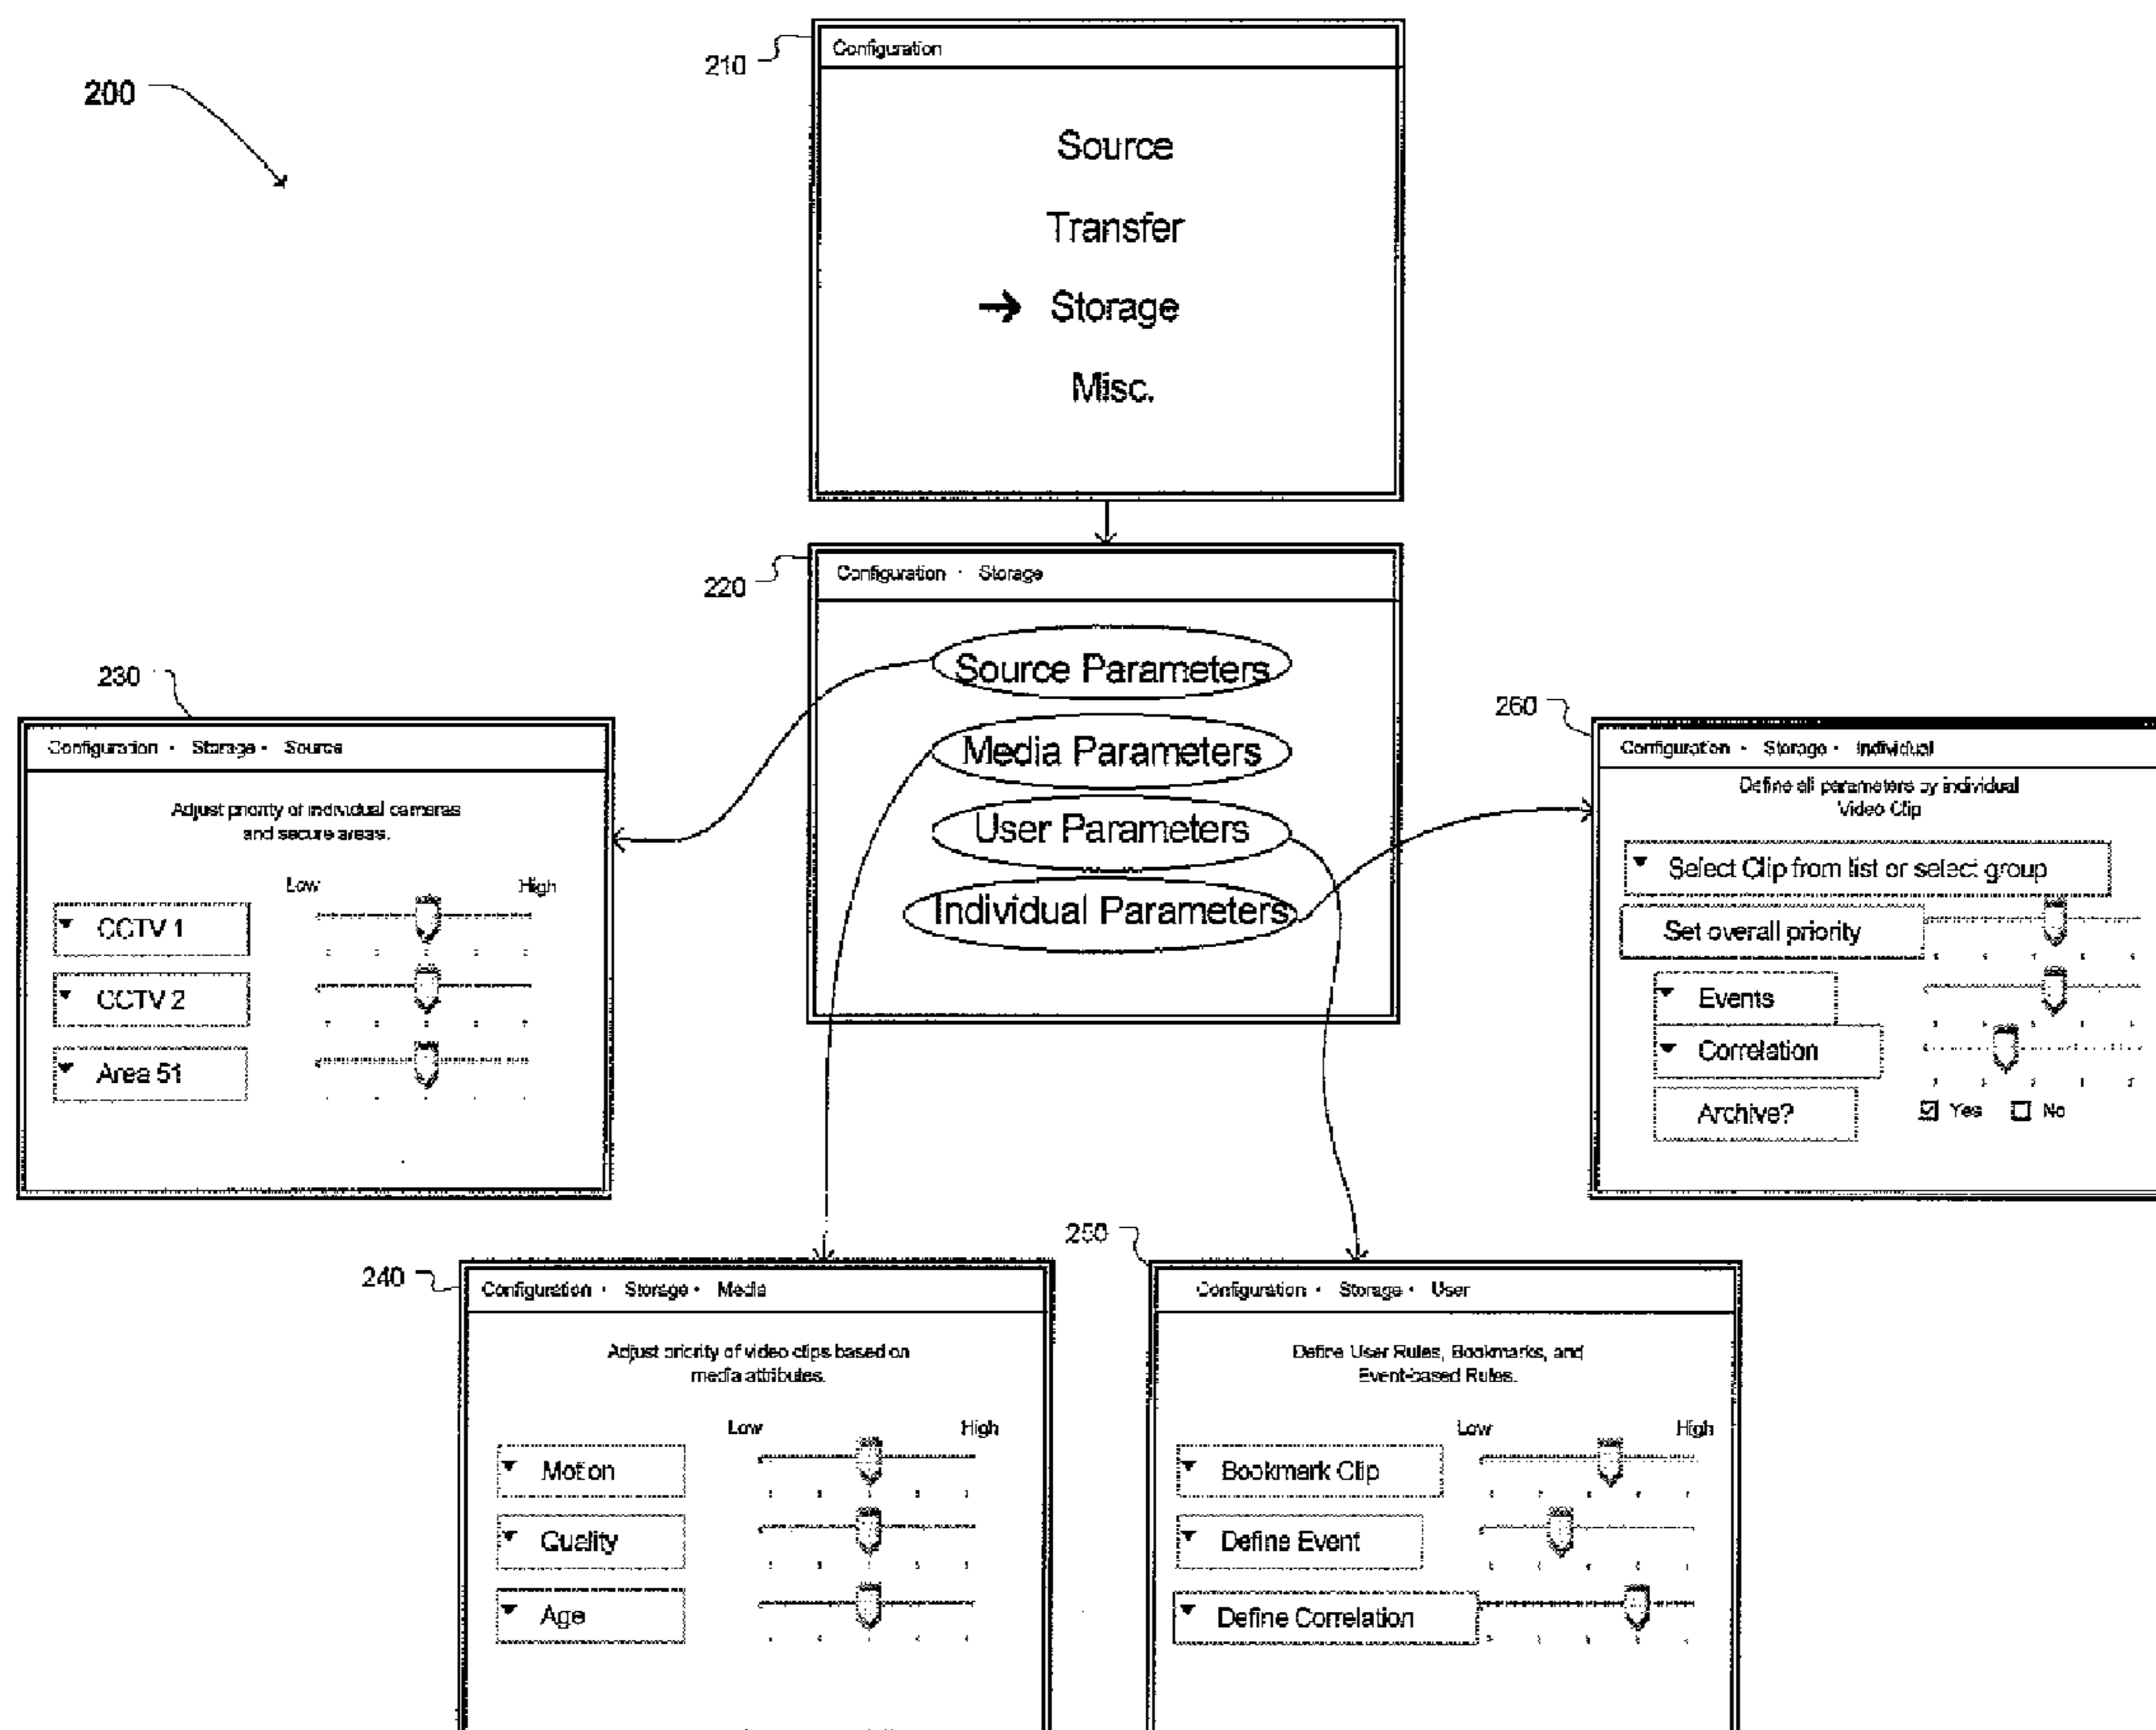 200
210
Configuration
Source
Transfer
→ Storage
Misc.
220
Configuration · Storage
Source Parameters
Media Parameters
User Parameters
Individual Parameters
230
Configuration · Storage · Source
Adjust priority of individual cameras
and secure areas.
Low High
CCTV 1
CCTV 2
Area 51
260
Configuration · Storage · Individual
Define all parameters by individual
Video Clip
Select Clip from list or select group
Set overall priority
Events
Correlation
Archive? Yes No
240
Configuration · Storage · Media
Adjust priority of video clips based on
media attributes.
Low High
Motion
Quality
Age
250
Configuration · Storage · User
Define User Rules, Bookmarks, and
Event-based Rules.
Low High
Bookmark Clip
Define Event
Define Correlation